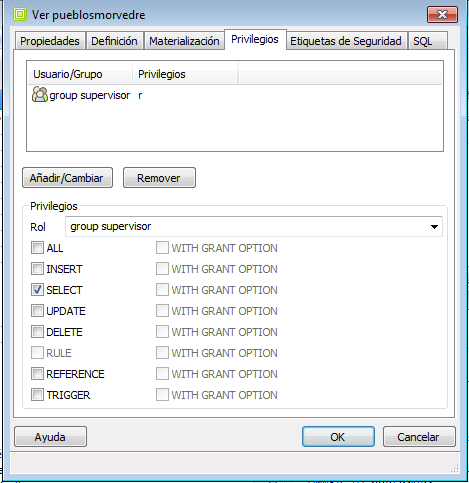 Ver pueblosmorvedre
Propiedades Definición Materialización Privilegios Etiquetas de Seguridad SQL
Usuario/Grupo Privilegios
group supervisor r
Añadir/Cambiar Remover
Privilegios
Rol group supervisor
ALL WITH GRANT OPTION
INSERT WITH GRANT OPTION
SELECT WITH GRANT OPTION
UPDATE WITH GRANT OPTION
DELETE WITH GRANT OPTION
RULE WITH GRANT OPTION
REFERENCE WITH GRANT OPTION
TRIGGER WITH GRANT OPTION
Ayuda OK Cancelar